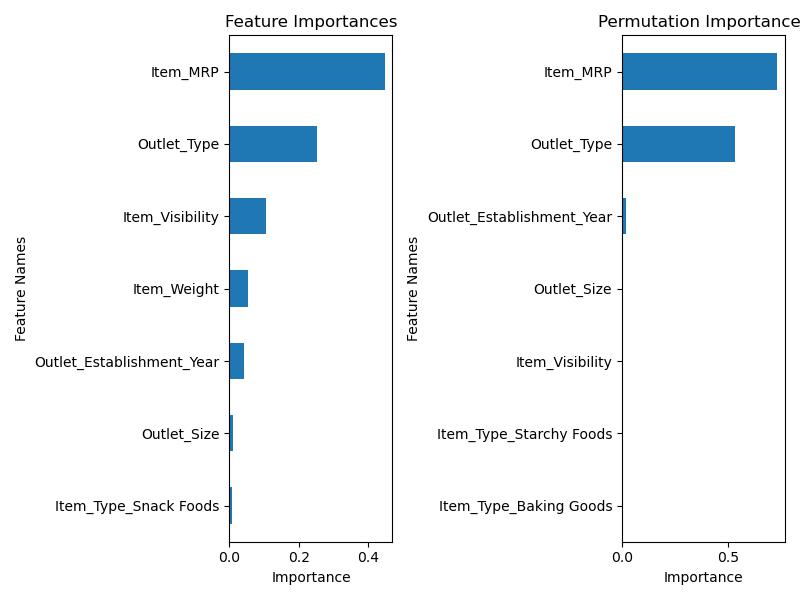 Feature Importances
Feature Names
Item_MRP
Outlet_Type
Item_Visibility
Item_Weight
Outlet_Establishment_Year
Outlet_Size
Item_Type_Snack Foods
0.0 0.2 0.4
Importance
Permutation Importance
Feature Names
Item_MRP
Outlet_Type
Outlet_Establishment_Year
Outlet_Size
Item_Visibility
Item_Type_Starchy Foods
Item_Type_Baking Goods
0.0 0.5
Importance